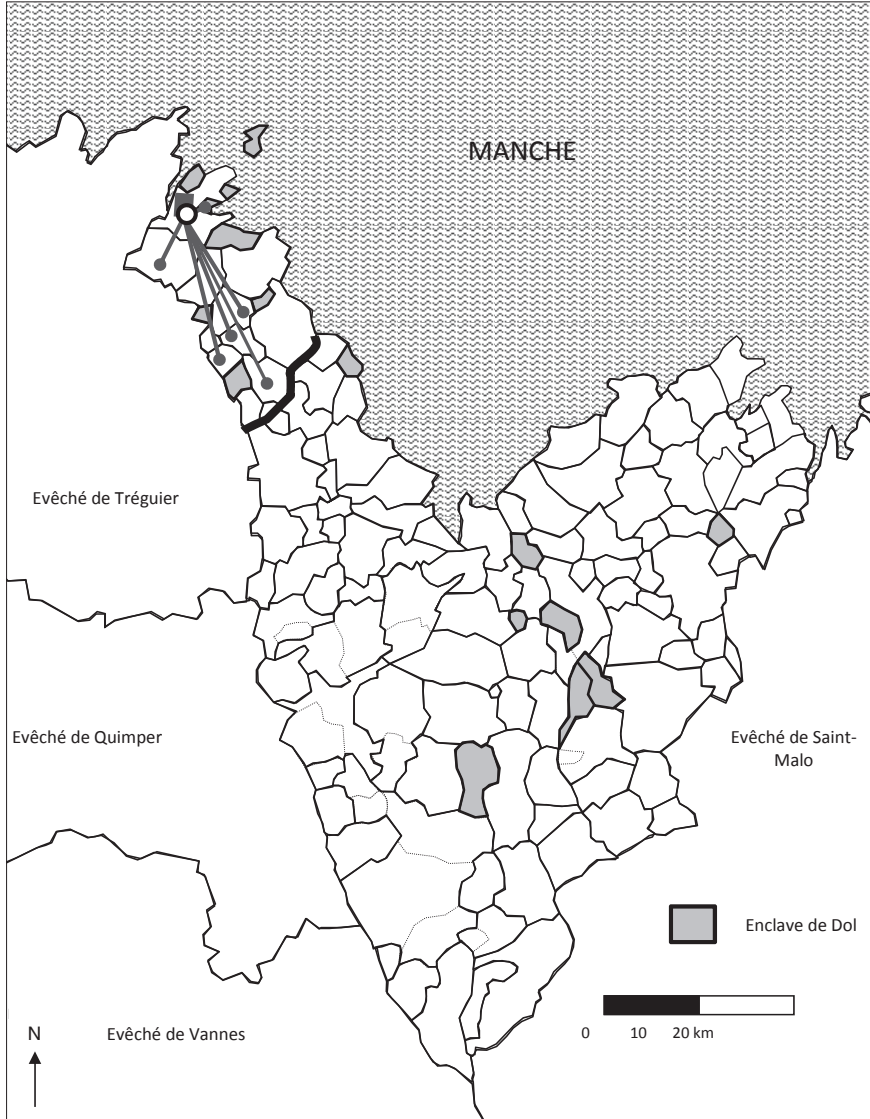 MANCHE
Evêché de Tréguier
Evêché de Quimper
Evêché de Saint-
Malo
Enclave de Dol
0 10 20 km
Evêché de Vannes
N